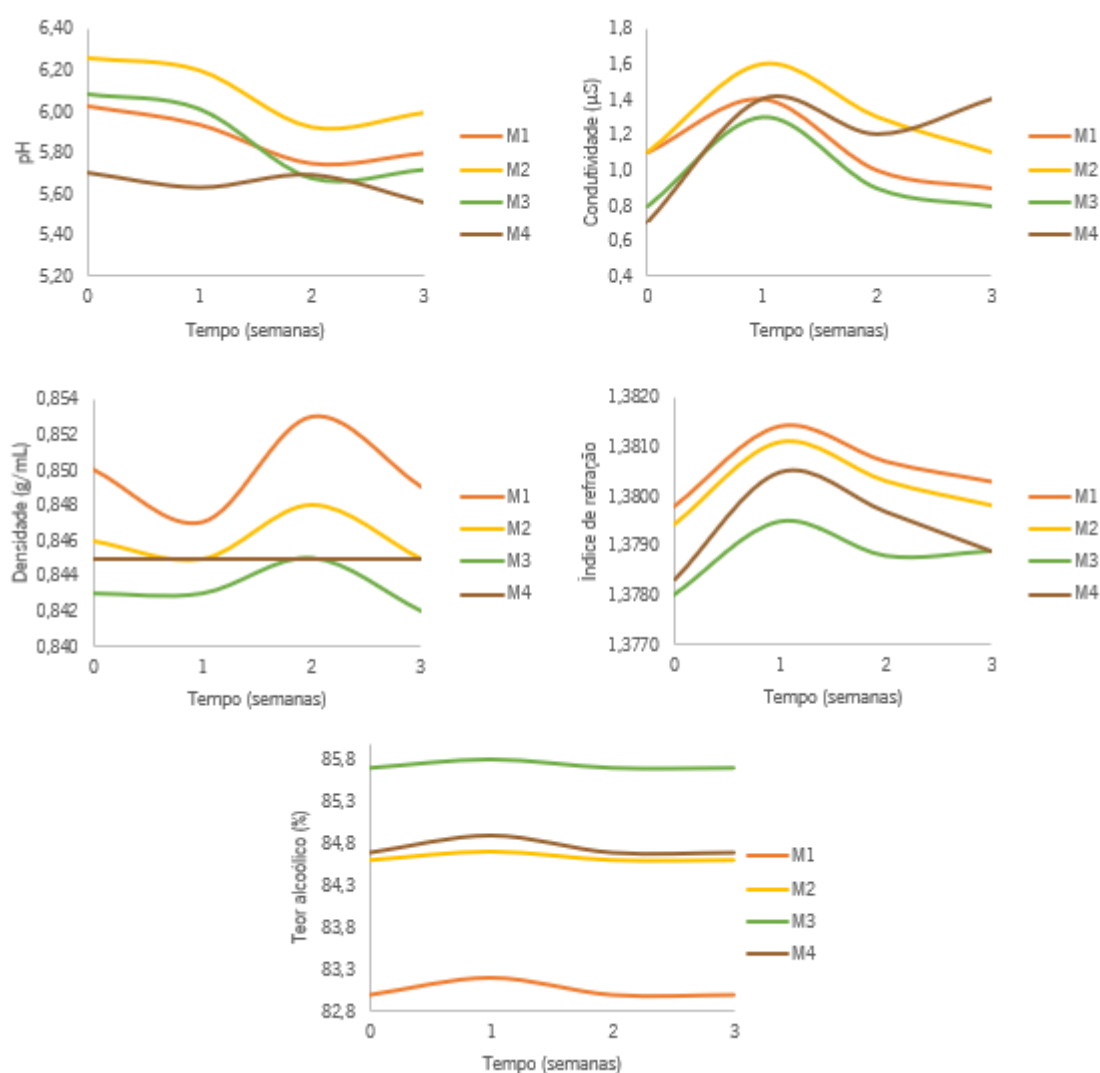 6,40
6,20
6,00
5,80
5,60
5,40
5,20
pH
0 1 2 3
Tempo (semanas)
M1
M2
M3
M4
1,8
1,6
1,4
1,2
1,0
0,8
0,6
0,4
Condutividade (µS)
0 1 2 3
Tempo (semanas)
M1
M2
M3
M4
0,854
0,852
0,850
0,848
0,846
0,844
0,842
0,840
Densidade (g/mL)
0 1 2 3
Tempo (semanas)
M1
M2
M3
M4
1,3820
1,3810
1,3800
1,3790
1,3780
1,3770
Índice de refração
0 1 2 3
Tempo (semanas)
M1
M2
M3
M4
85,8
85,3
84,8
84,3
83,8
83,3
82,8
Teor alcoólico (%)
0 1 2 3
Tempo (semanas)
M1
M2
M3
M4